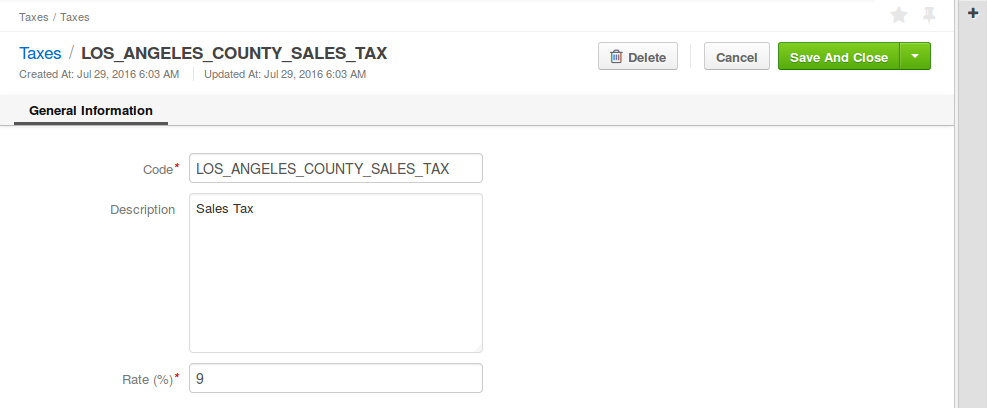 Taxes / Taxes
Taxes / LOS_ANGELES_COUNTY_SALES_TAX
Delete
Cancel
Save And Close
Created At: Jul 29, 2016 6:03 AM
Updated At: Jul 29, 2016 6:03 AM
General Information
Code* LOS_ANGELES_COUNTY_SALES_TAX
Description Sales Tax
Rate (%)* 9